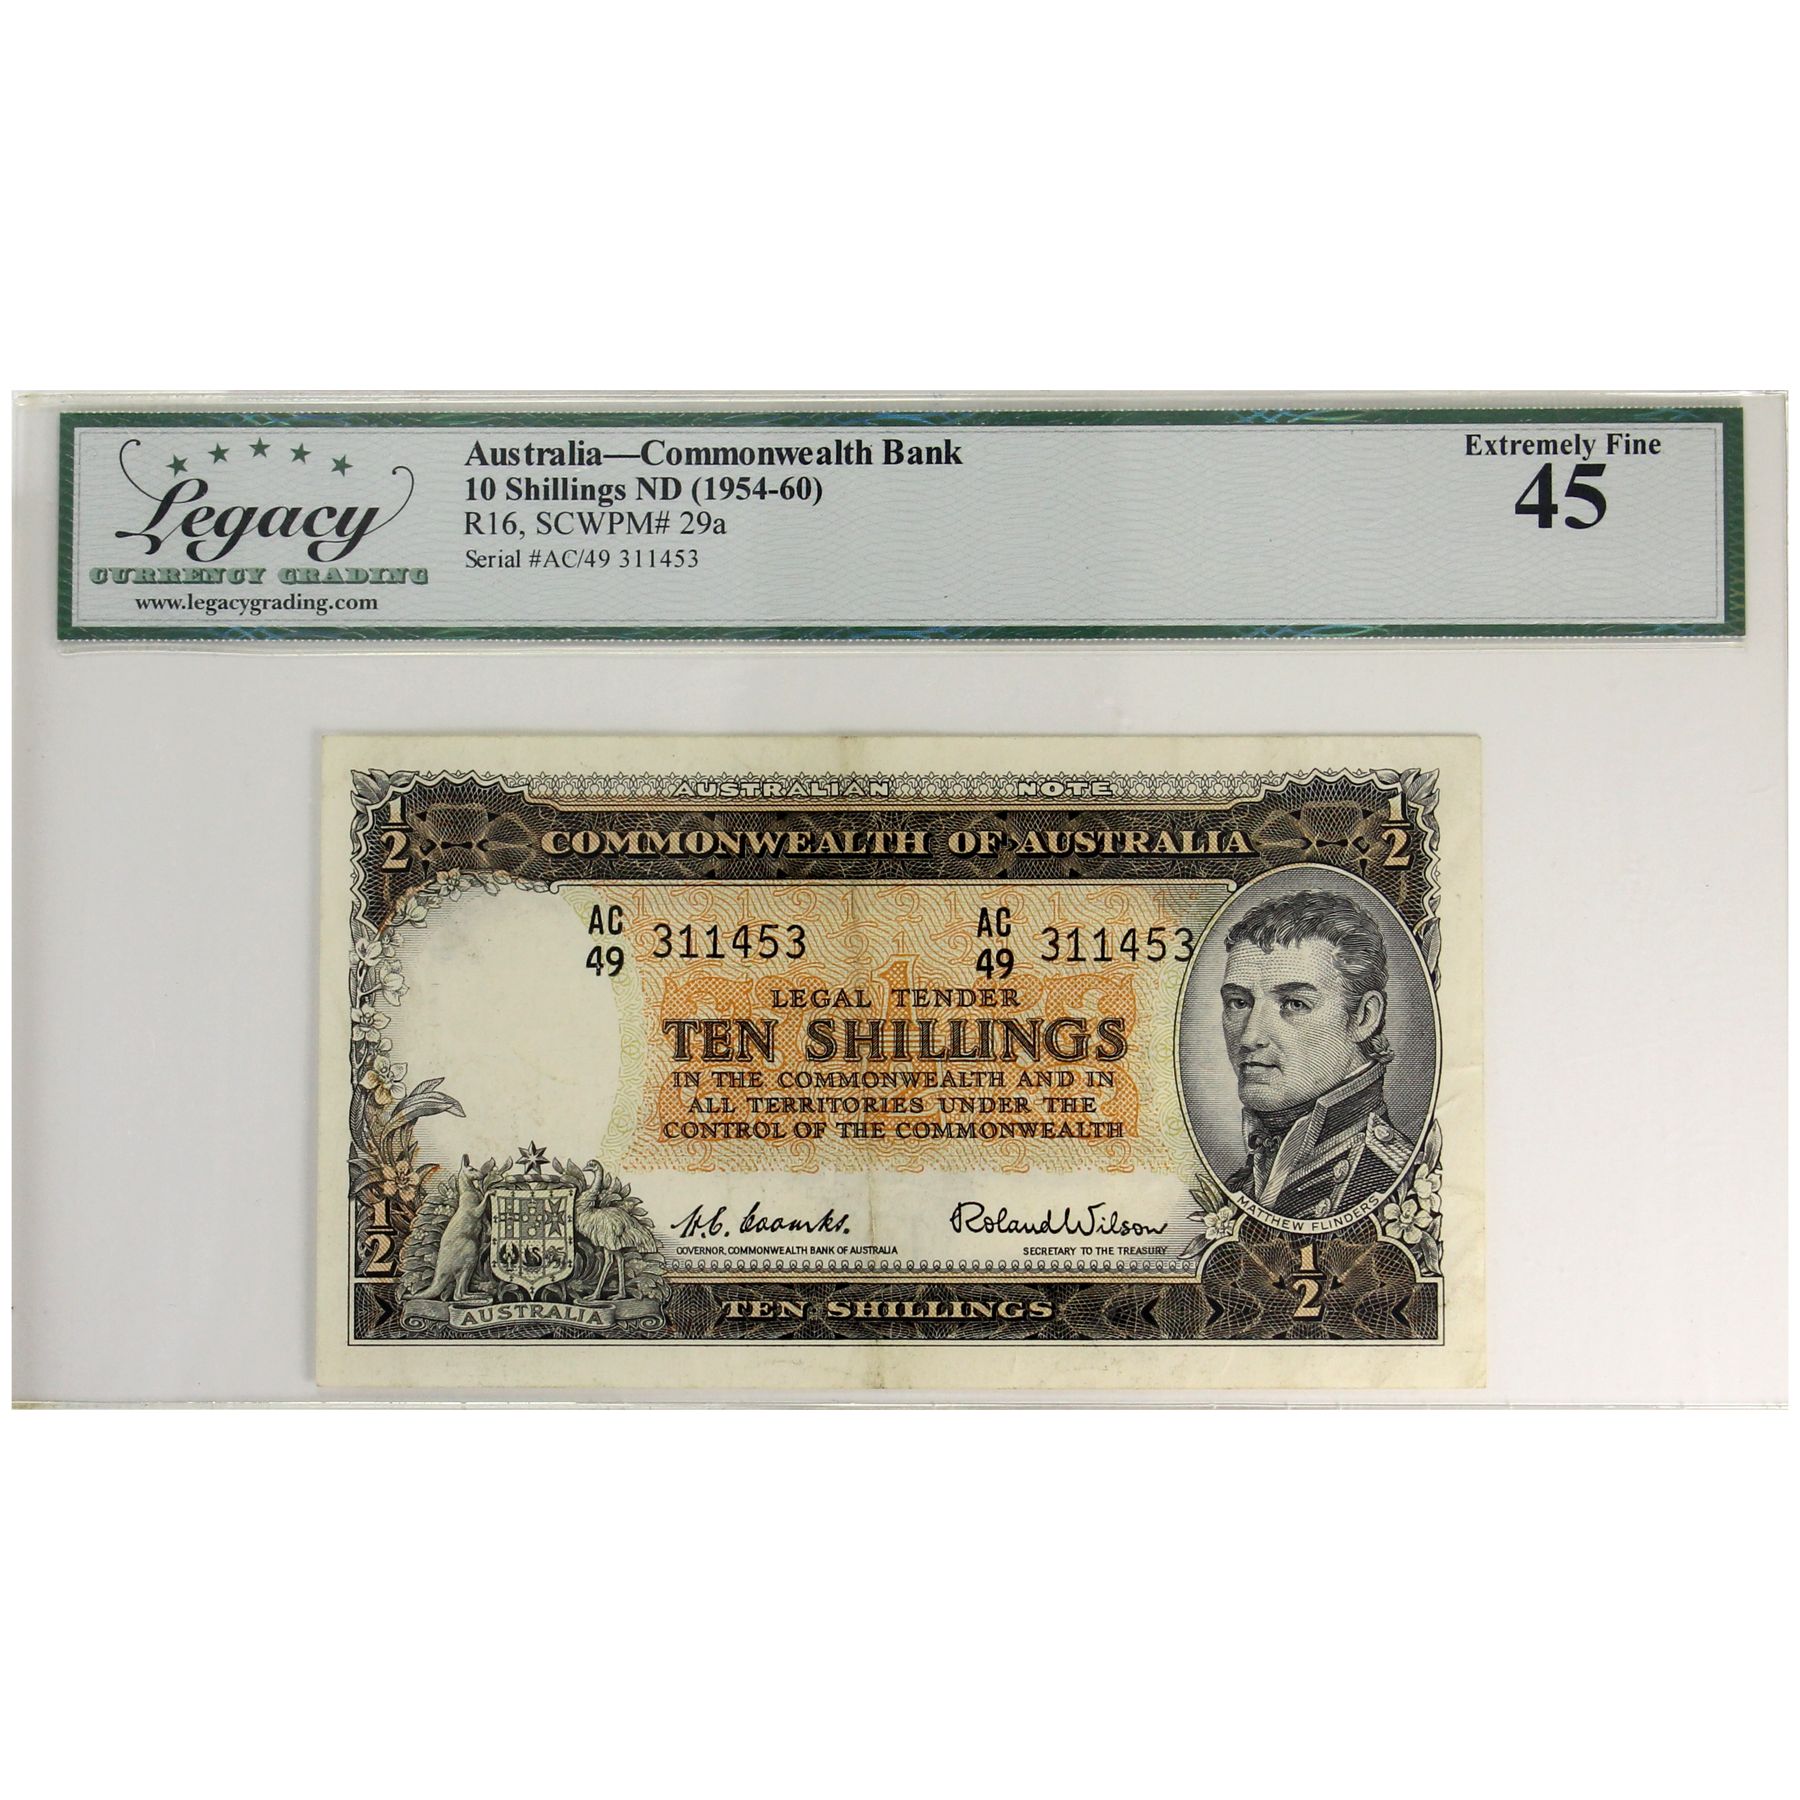 Legacy
CURRENCY GRADING
www.legacygrading.com
Australia—Commonwealth Bank
10 Shillings ND (1954-60)
R16, SCWPM# 29a
Serial #AC/49 311453
Extremely Fine
45
AUSTRALIAN NOTE
1/2 COMMONWEALTH OF AUSTRALIA 1/2
AC 49 311453 AC 49 311453
LEGAL TENDER
TEN SHILLINGS
IN THE COMMONWEALTH AND IN
ALL TERRITORIES UNDER THE
CONTROL OF THE COMMONWEALTH
H.C. Coombs. Roland Wilson
GOVERNOR, COMMONWEALTH BANK OF AUSTRALIA SECRETARY TO THE TREASURY
MATTHEW FLINDERS
1/2 AUSTRALIA TEN SHILLINGS 1/2